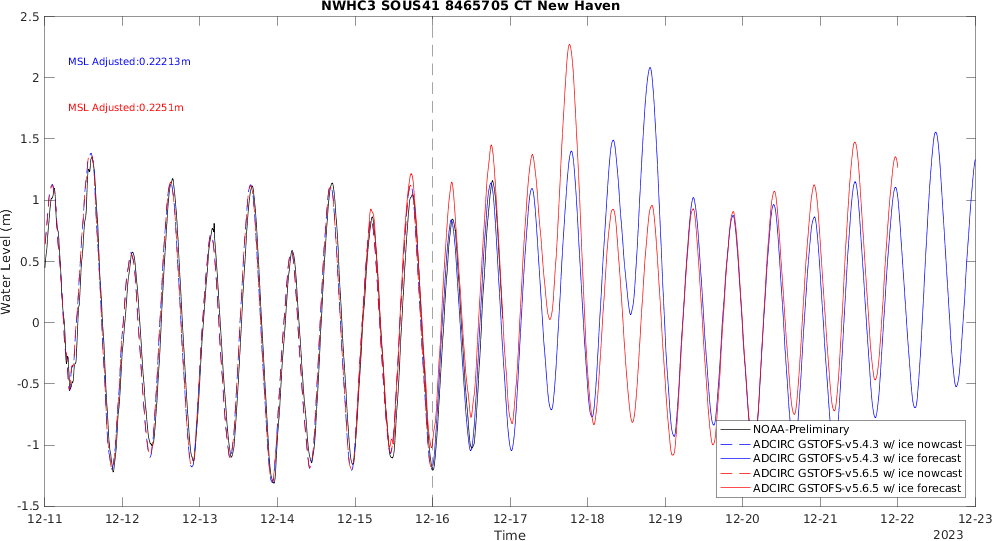 NWHC3 SOUS41 8465705 CT New Haven
2.5
2
1.5
1
0.5
0
-0.5
-1
-1.5
Water Level (m)
MSL Adjusted:0.22213m
MSL Adjusted:0.2251m
NOAA-Preliminary
ADCIRC GSTOFS-v5.4.3 w/ ice nowcast
ADCIRC GSTOFS-v5.4.3 w/ ice forecast
ADCIRC GSTOFS-v5.6.5 w/ ice nowcast
ADCIRC GSTOFS-v5.6.5 w/ ice forecast
12-11 12-12 12-13 12-14 12-15 12-16 12-17 12-18 12-19 12-20 12-21 12-22 12-23
Time
2023